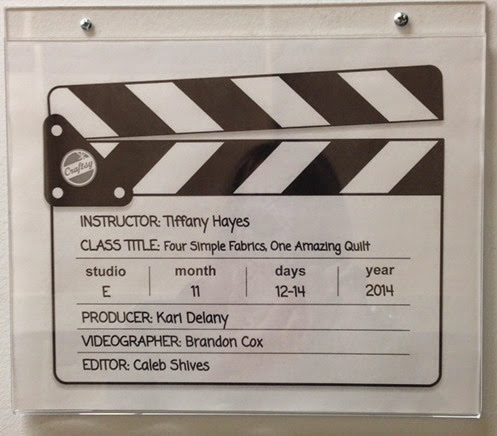 Craftsy
INSTRUCTOR: Tiffany Hayes
CLASS TITLE: Four Simple Fabrics, One Amazing Quilt
studio month days year
E 11 12-14 2014
PRODUCER: Karl Delany
VIDEOGRAPHER: Brandon Cox
EDITOR: Caleb Shives